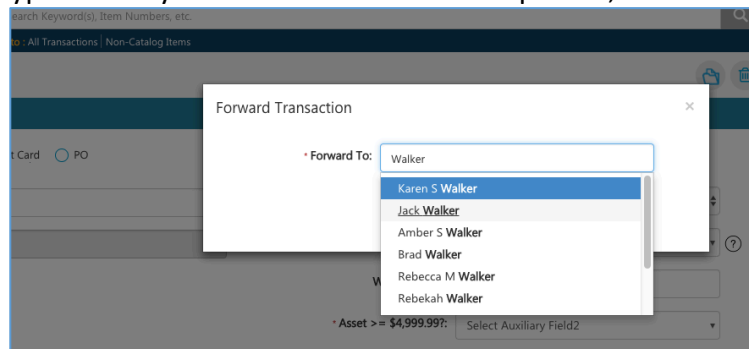 earch Keyword(s), Item Numbers, etc.
to : All Transactions | Non-Catalog Items
Forward Transaction ×
t Card PO
* Forward To: Walker
Karen S Walker
Jack Walker
Amber S Walker
Brad Walker
Rebecca M Walker
Rebekah Walker
* Asset >= $4,999.99?: Select Auxiliary Field2